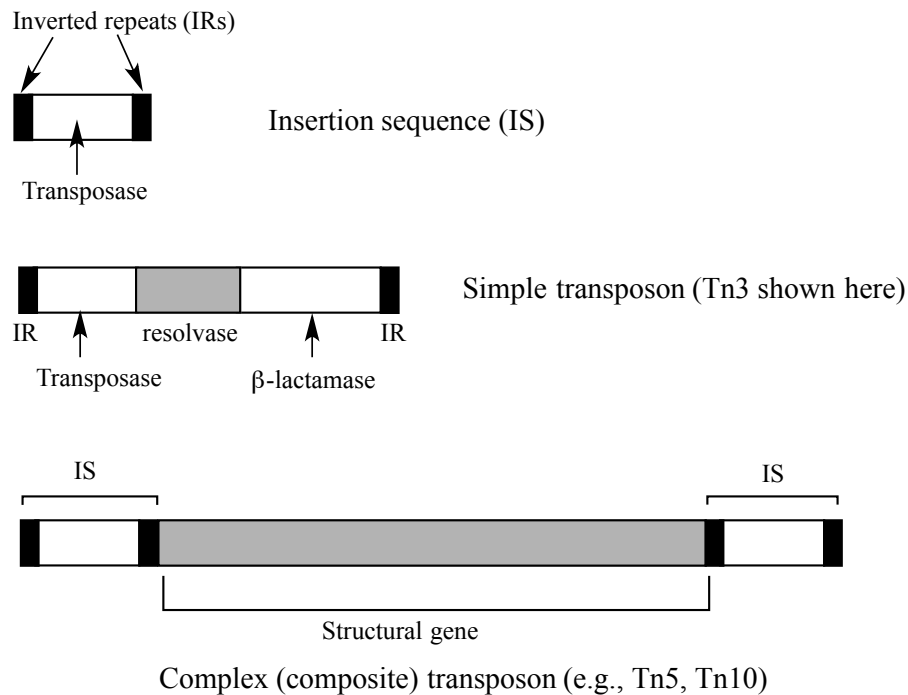 Inverted repeats (IRs)
Insertion sequence (IS)
Transposase
Simple transposon (Tn3 shown here)
IR
resolvase
IR
Transposase
β-lactamase
IS
IS
Structural gene
Complex (composite) transposon (e.g., Tn5, Tn10)